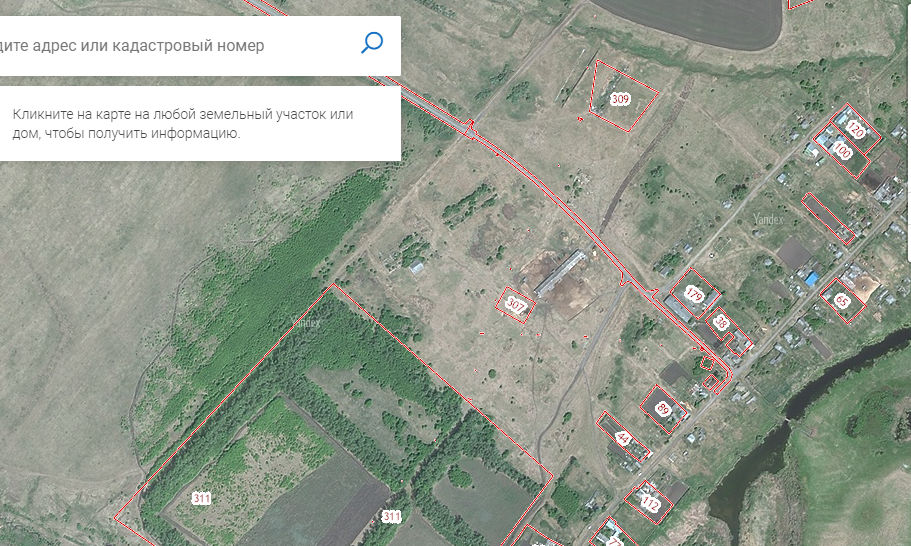 дите адрес или кадастровый номер
Кликните на карте на любой земельный участок или
дом, чтобы получить информацию.
309
120
100
Yandex
179
65
307
38
Yandex
89
44
311
112
311
77